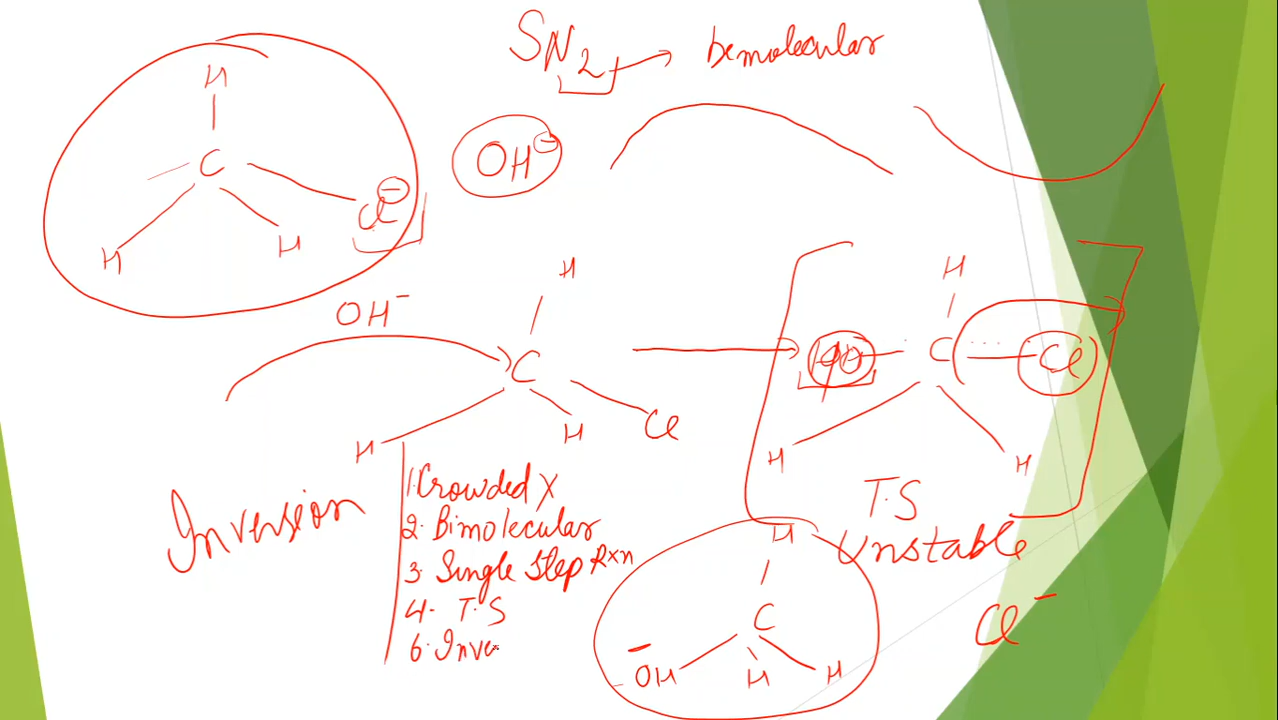 SN2 → bimolecular
H
C
Cl⊖
H
H
OH⊖
OH⁻
H
C
H
H
Cl
H
HO
C
Cl
H
H
T.S
Unstable
Cl⁻
Inversion
1. Crowded X
2. Bimolecular
3. Single Step Rxn
4. T.S
6. Inve
H
C
OH
H
H